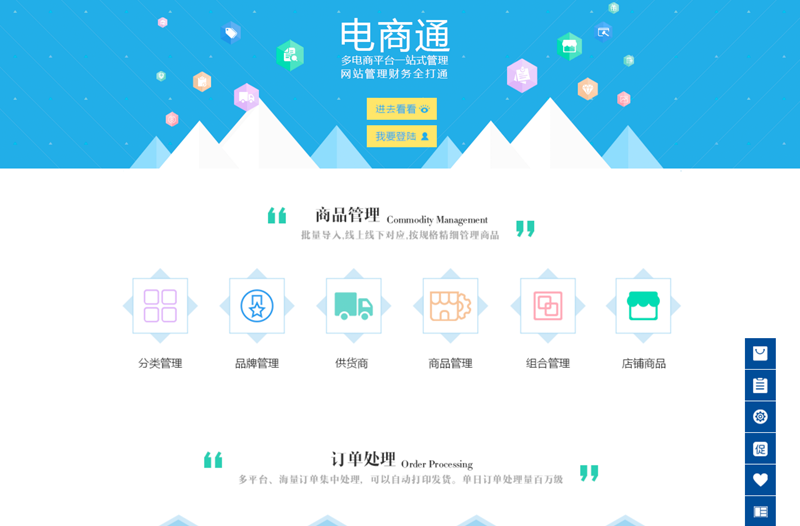 电商通
多电商平台一站式管理
网站管理财务全打通
进去看看
我要登陆
商品管理 Commodity Management
批量导入,线上线下对应,按规格精细管理商品
分类管理
品牌管理
供货商
商品管理
组合管理
店铺商品
促
订单处理 Order Processing
多平台、海量订单集中处理，可以自动打印发货。单日订单处理量百万级